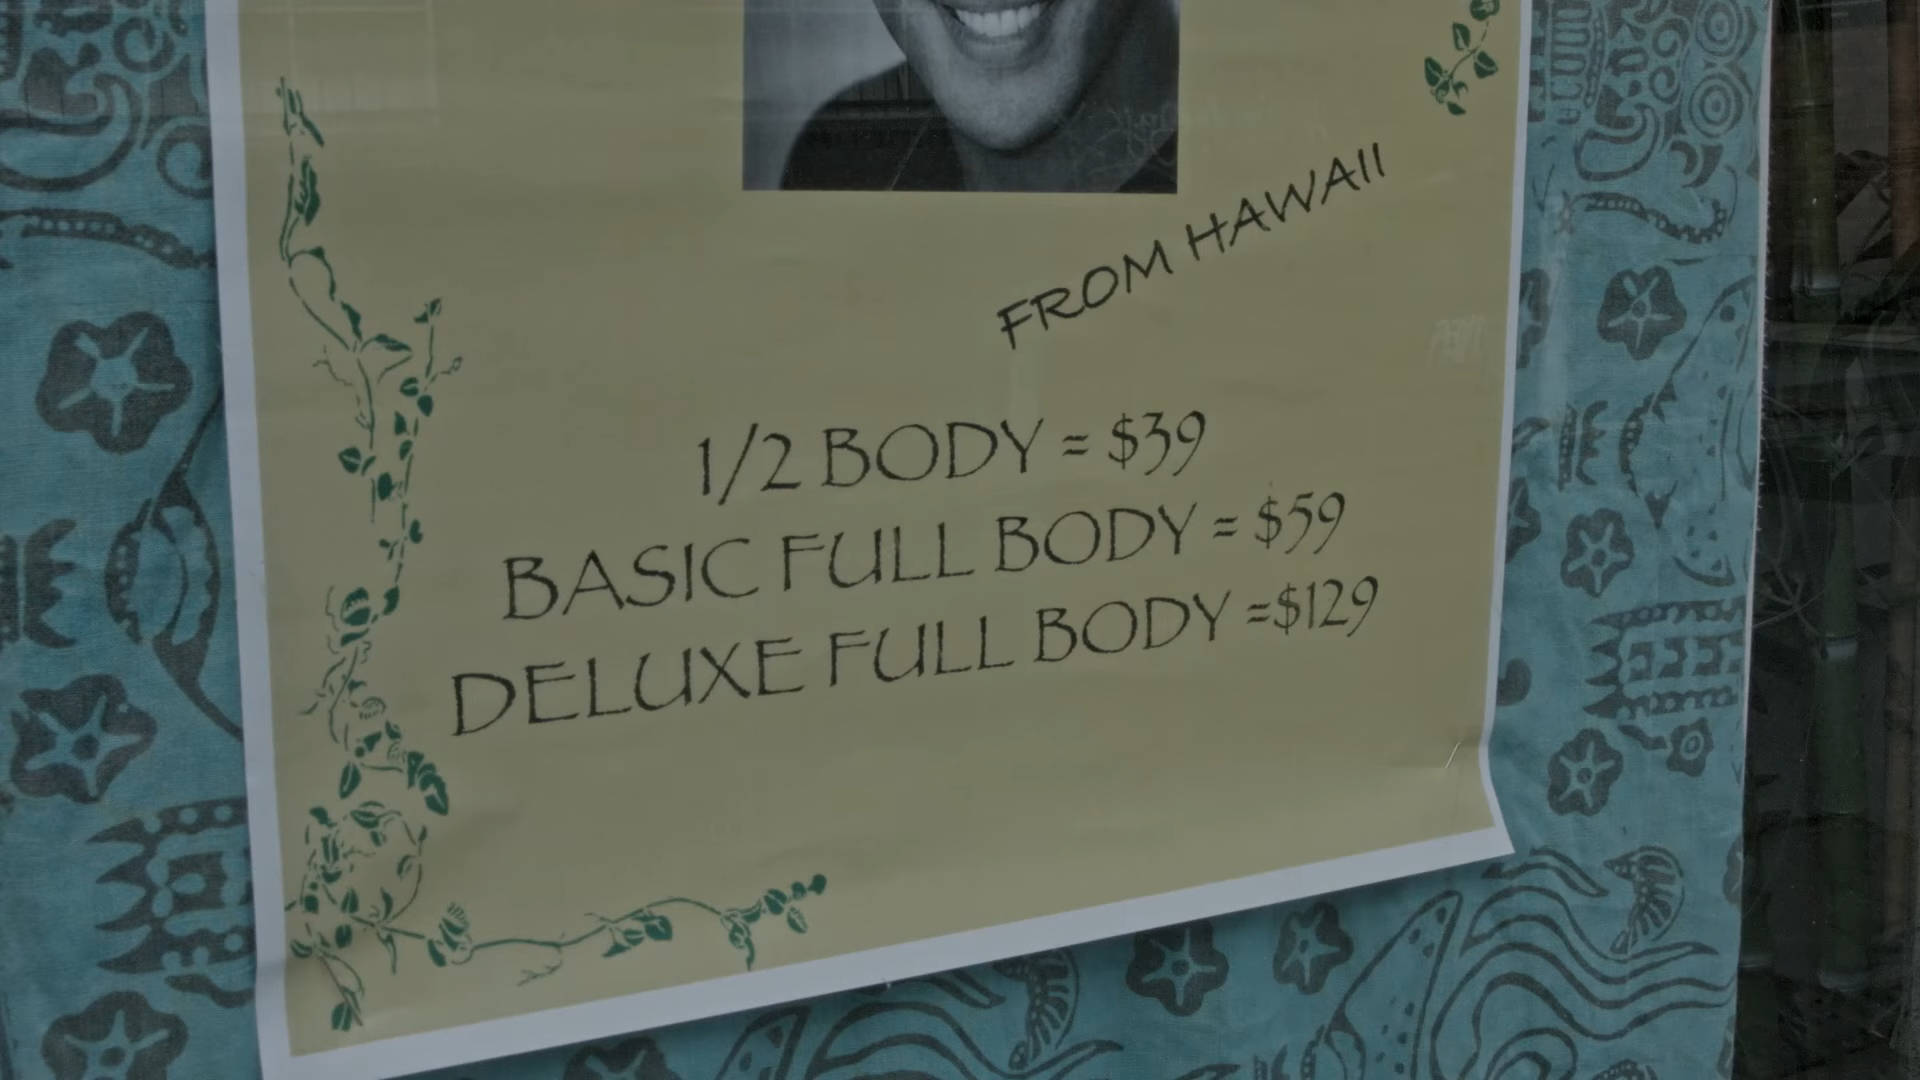 FROM HAWAII
1/2 BODY = $39
BASIC FULL BODY = $59
DELUXE FULL BODY =$129